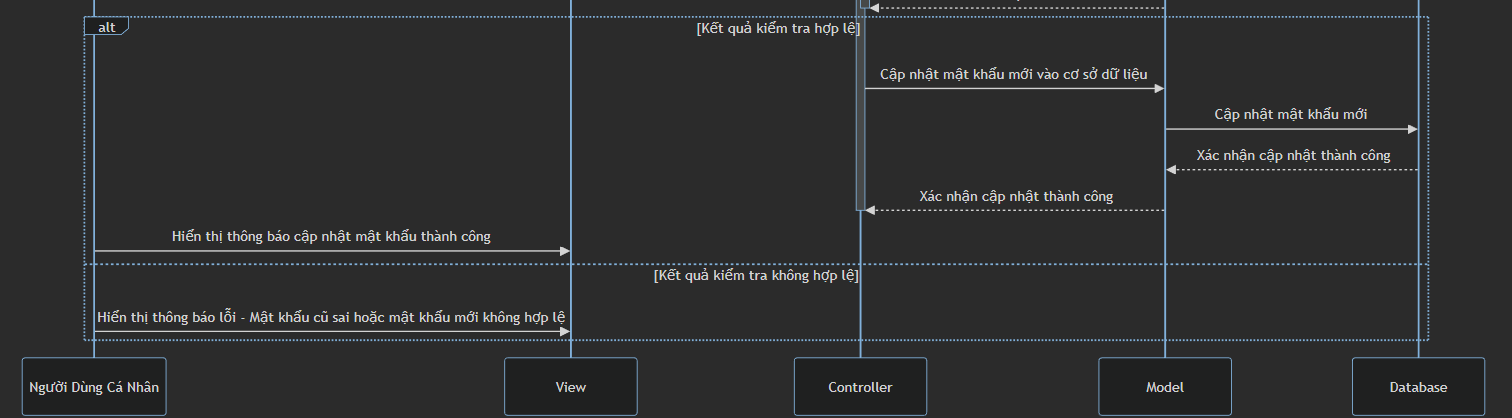 alt
[Kết quả kiểm tra hợp lệ]
Cập nhật mật khẩu mới vào cơ sở dữ liệu
Cập nhật mật khẩu mới
Xác nhận cập nhật thành công
Xác nhận cập nhật thành công
Hiển thị thông báo cập nhật mật khẩu thành công
[Kết quả kiểm tra không hợp lệ]
Hiển thị thông báo lỗi - Mật khẩu cũ sai hoặc mật khẩu mới không hợp lệ
Người Dùng Cá Nhân
View
Controller
Model
Database